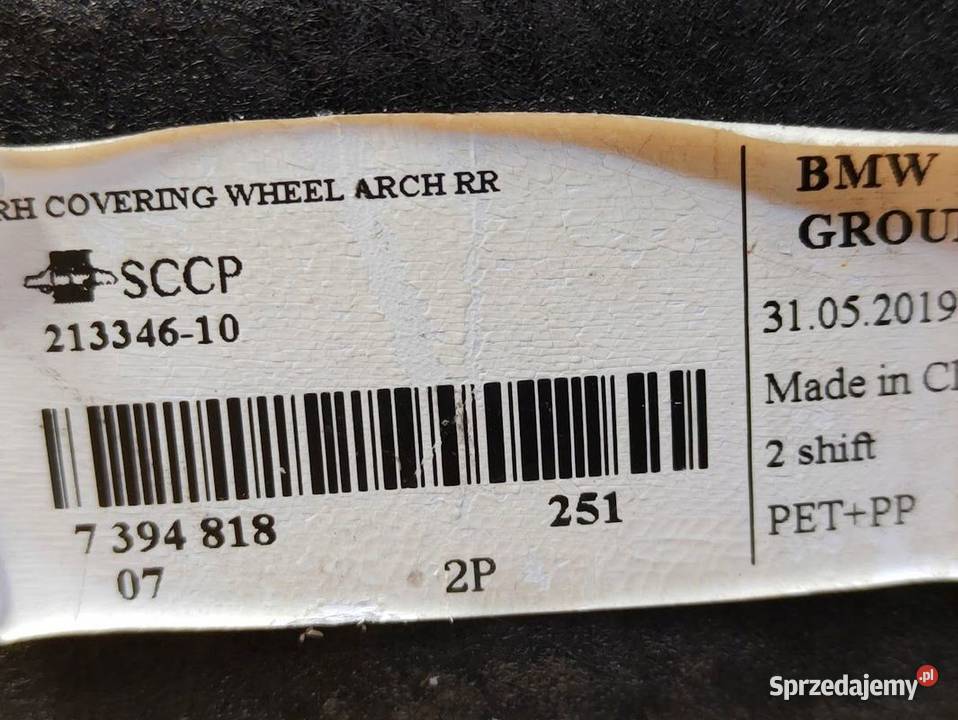 RH COVERING WHEEL ARCH RR
SCCP
213346-10
7 394 818
251
07
2P
BMW
GROU
31.05.2019
Made in
2 shift
PET+PP
Sprzedajemy.pl